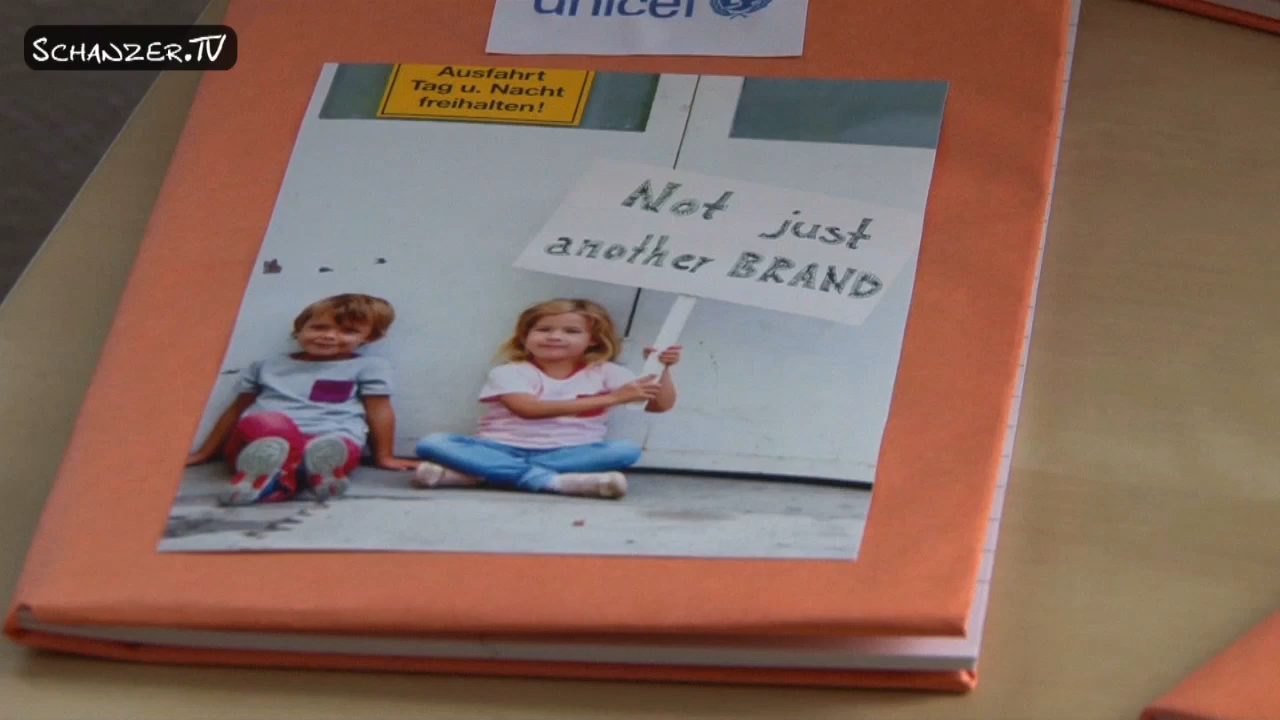 unicef
SCHANZER.TV
Ausfahrt
Tag u. Nacht
freihalten!
Not just
another BRAND